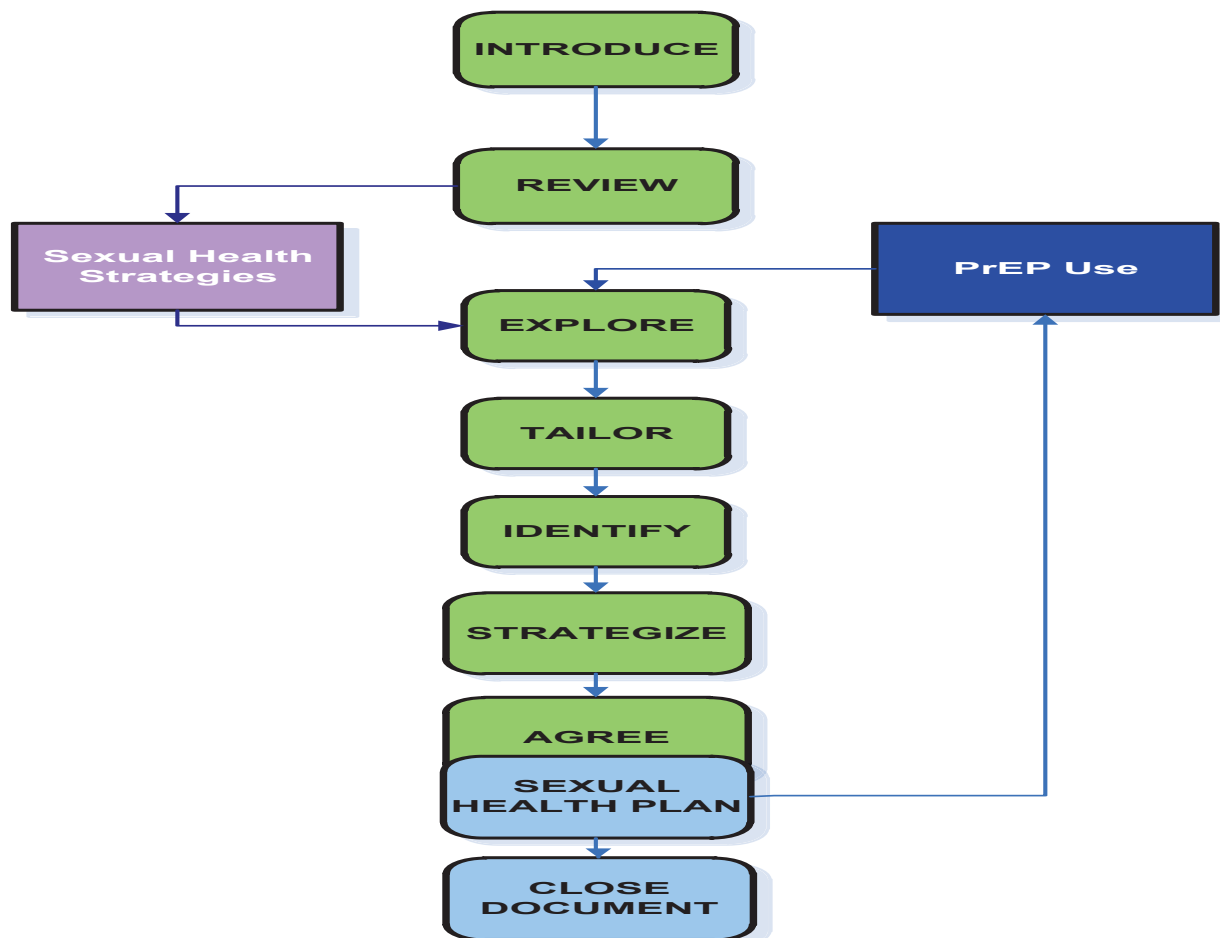 INTRODUCE
REVIEW
Sexual Health
Strategies
PrEP Use
EXPLORE
TAILOR
IDENTIFY
STRATEGIZE
AGREE
SEXUAL
HEALTH PLAN
CLOSE
DOCUMENT